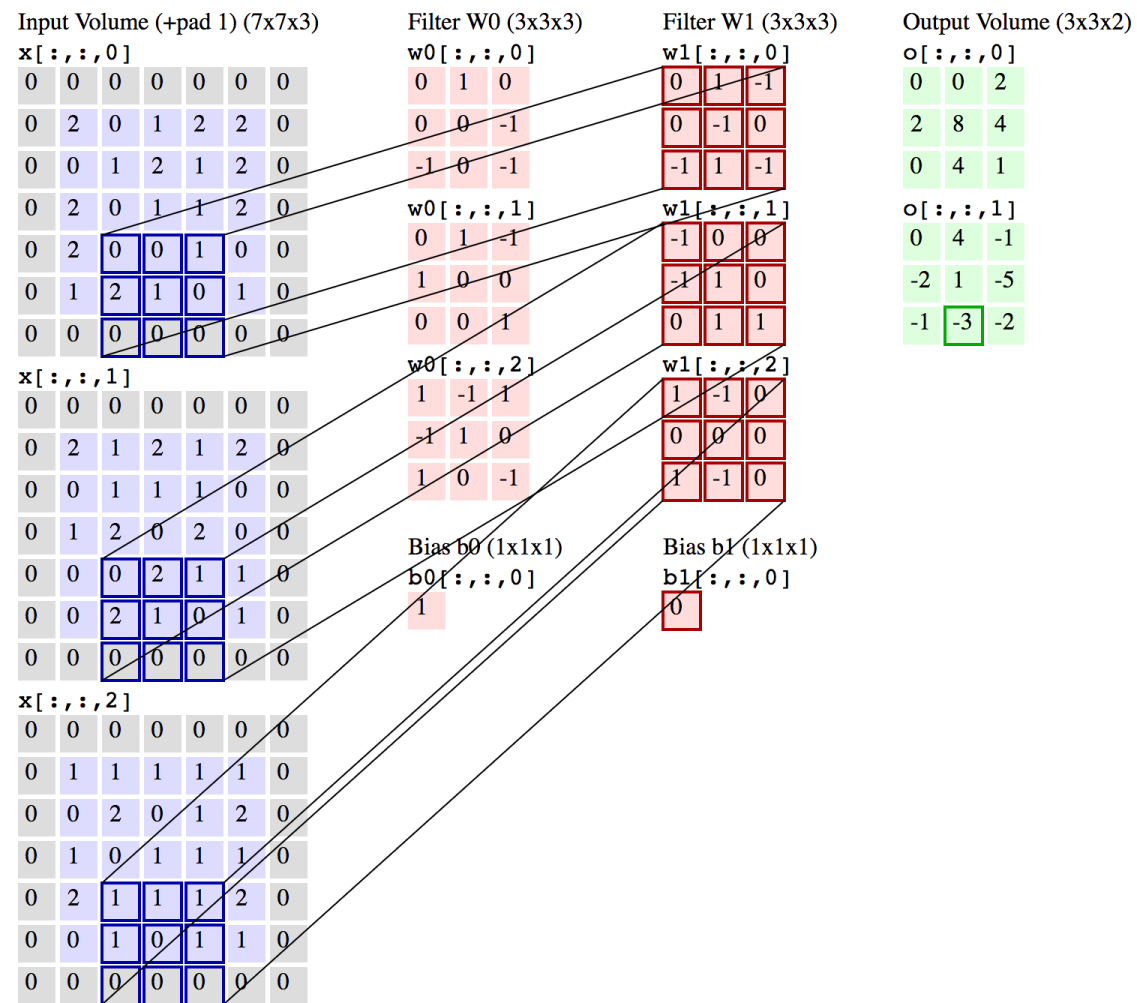 Input Volume (+pad 1) (7x7x3)
x[:,:,0]
0 0 0 0 0 0 0
0 2 0 1 2 2 0
0 0 1 2 1 2 0
0 2 0 1 1 2 0
0 2 0 0 1 0 0
0 1 2 1 0 1 0
0 0 0 0 0 0 0
x[:,:,1]
0 0 0 0 0 0 0
0 2 1 2 1 2 0
0 0 1 1 1 0 0
0 1 2 0 2 0 0
0 0 0 2 1 1 0
0 0 2 1 0 1 0
0 0 0 0 0 0 0
x[:,:,2]
0 0 0 0 0 0 0
0 1 1 1 1 1 0
0 0 2 0 1 2 0
0 1 0 1 1 1 0
0 2 1 1 1 2 0
0 0 1 0 1 1 0
0 0 0 0 0 0 0
Filter W0 (3x3x3)
w0[:,:,0]
0 1 0
0 0 -1
-1 0 -1
w0[:,:,1]
0 1 -1
1 0 0
0 0 1
w0[:,:,2]
1 -1 1
-1 1 0
1 0 -1
Bias b0 (1x1x1)
b0[:,:,0]
1
Filter W1 (3x3x3)
w1[:,:,0]
0 1 -1
0 -1 0
-1 1 -1
w1[:,:,1]
-1 0 0
-1 1 0
0 1 1
w1[:,:,2]
1 -1 0
0 0 0
1 -1 0
Bias b1 (1x1x1)
b1[:,:,0]
0
Output Volume (3x3x2)
o[:,:,0]
0 0 2
2 8 4
0 4 1
o[:,:,1]
0 4 -1
-2 1 -5
-1 -3 -2